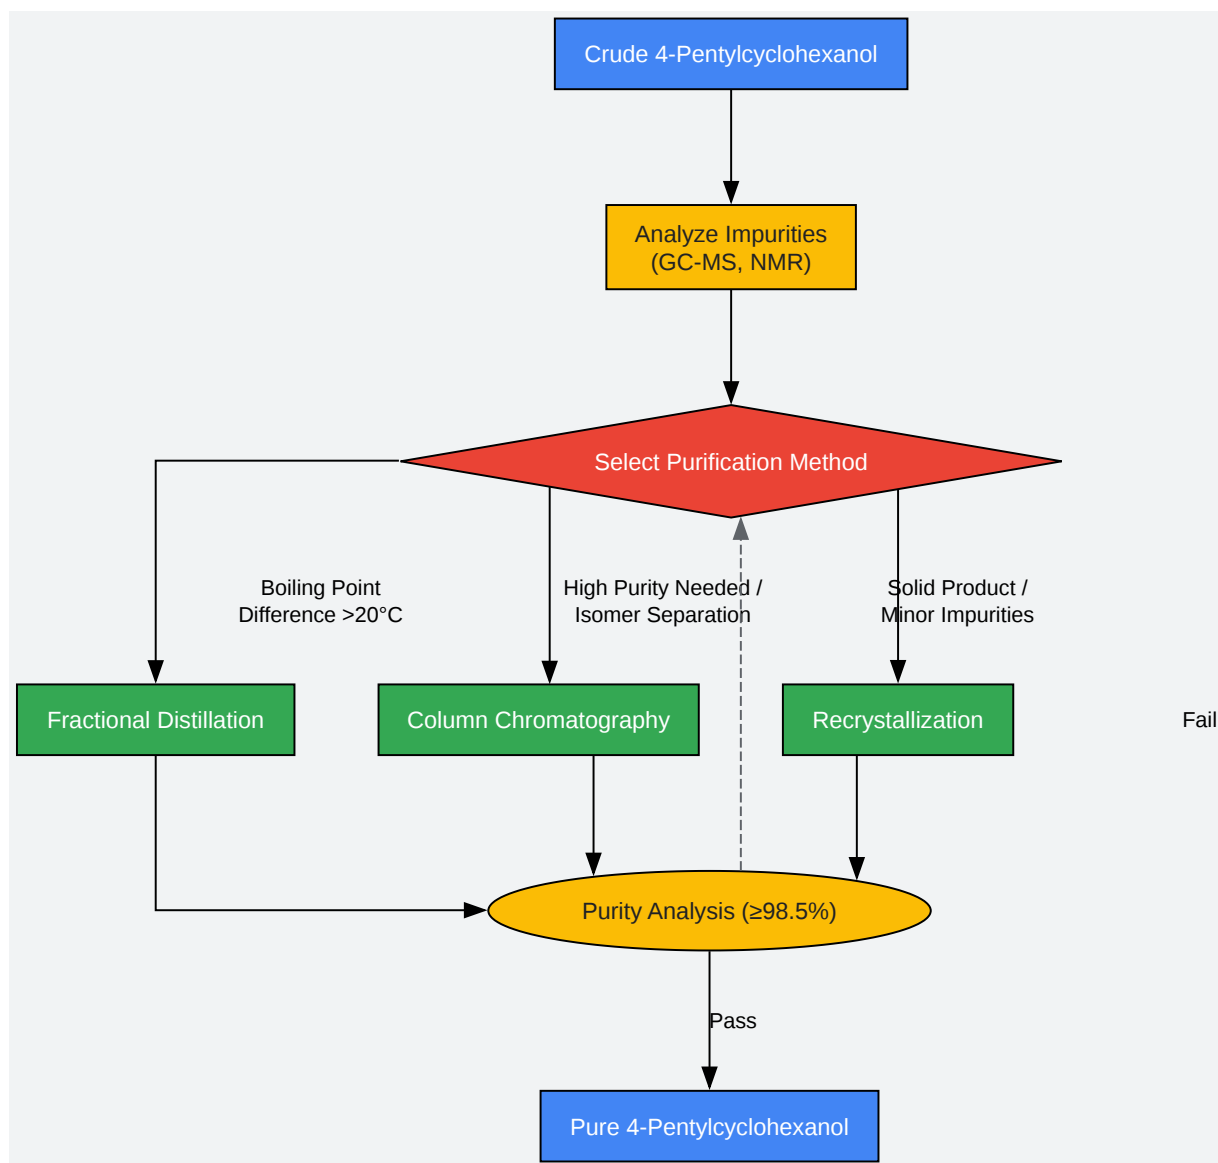 Crude 4-Pentylcyclohexanol
Analyze Impurities
(GC-MS, NMR)
Select Purification Method
Boiling Point
Difference >20°C
High Purity Needed /
Isomer Separation
Solid Product /
Minor Impurities
Fractional Distillation
Column Chromatography
Recrystallization
Fail
Purity Analysis (≥98.5%)
Pass
Pure 4-Pentylcyclohexanol